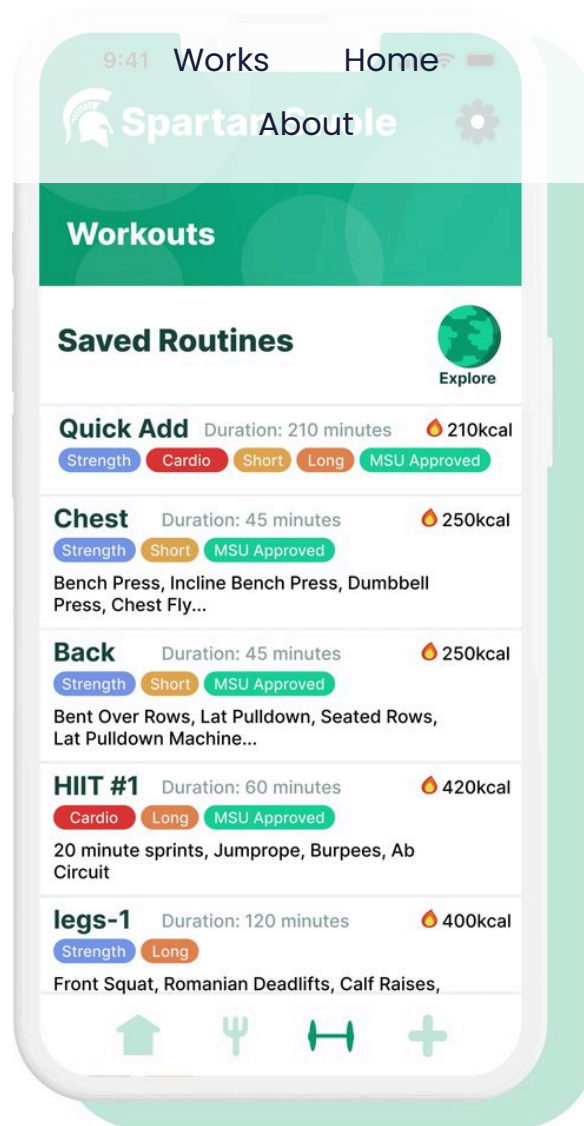 9:41 Works Home
Spartan About le
Workouts
Saved Routines
Explore
Quick Add Duration: 210 minutes 210kcal
Strength Cardio Short Long MSU Approved
Chest Duration: 45 minutes 250kcal
Strength Short MSU Approved
Bench Press, Incline Bench Press, Dumbbell
Press, Chest Fly...
Back Duration: 45 minutes 250kcal
Strength Short MSU Approved
Bent Over Rows, Lat Pulldown, Seated Rows,
Lat Pulldown Machine...
HIIT #1 Duration: 60 minutes 420kcal
Cardio Long MSU Approved
20 minute sprints, Jumprope, Burpees, Ab
Circuit
legs-1 Duration: 120 minutes 400kcal
Strength Long
Front Squat, Romanian Deadlifts, Calf Raises,